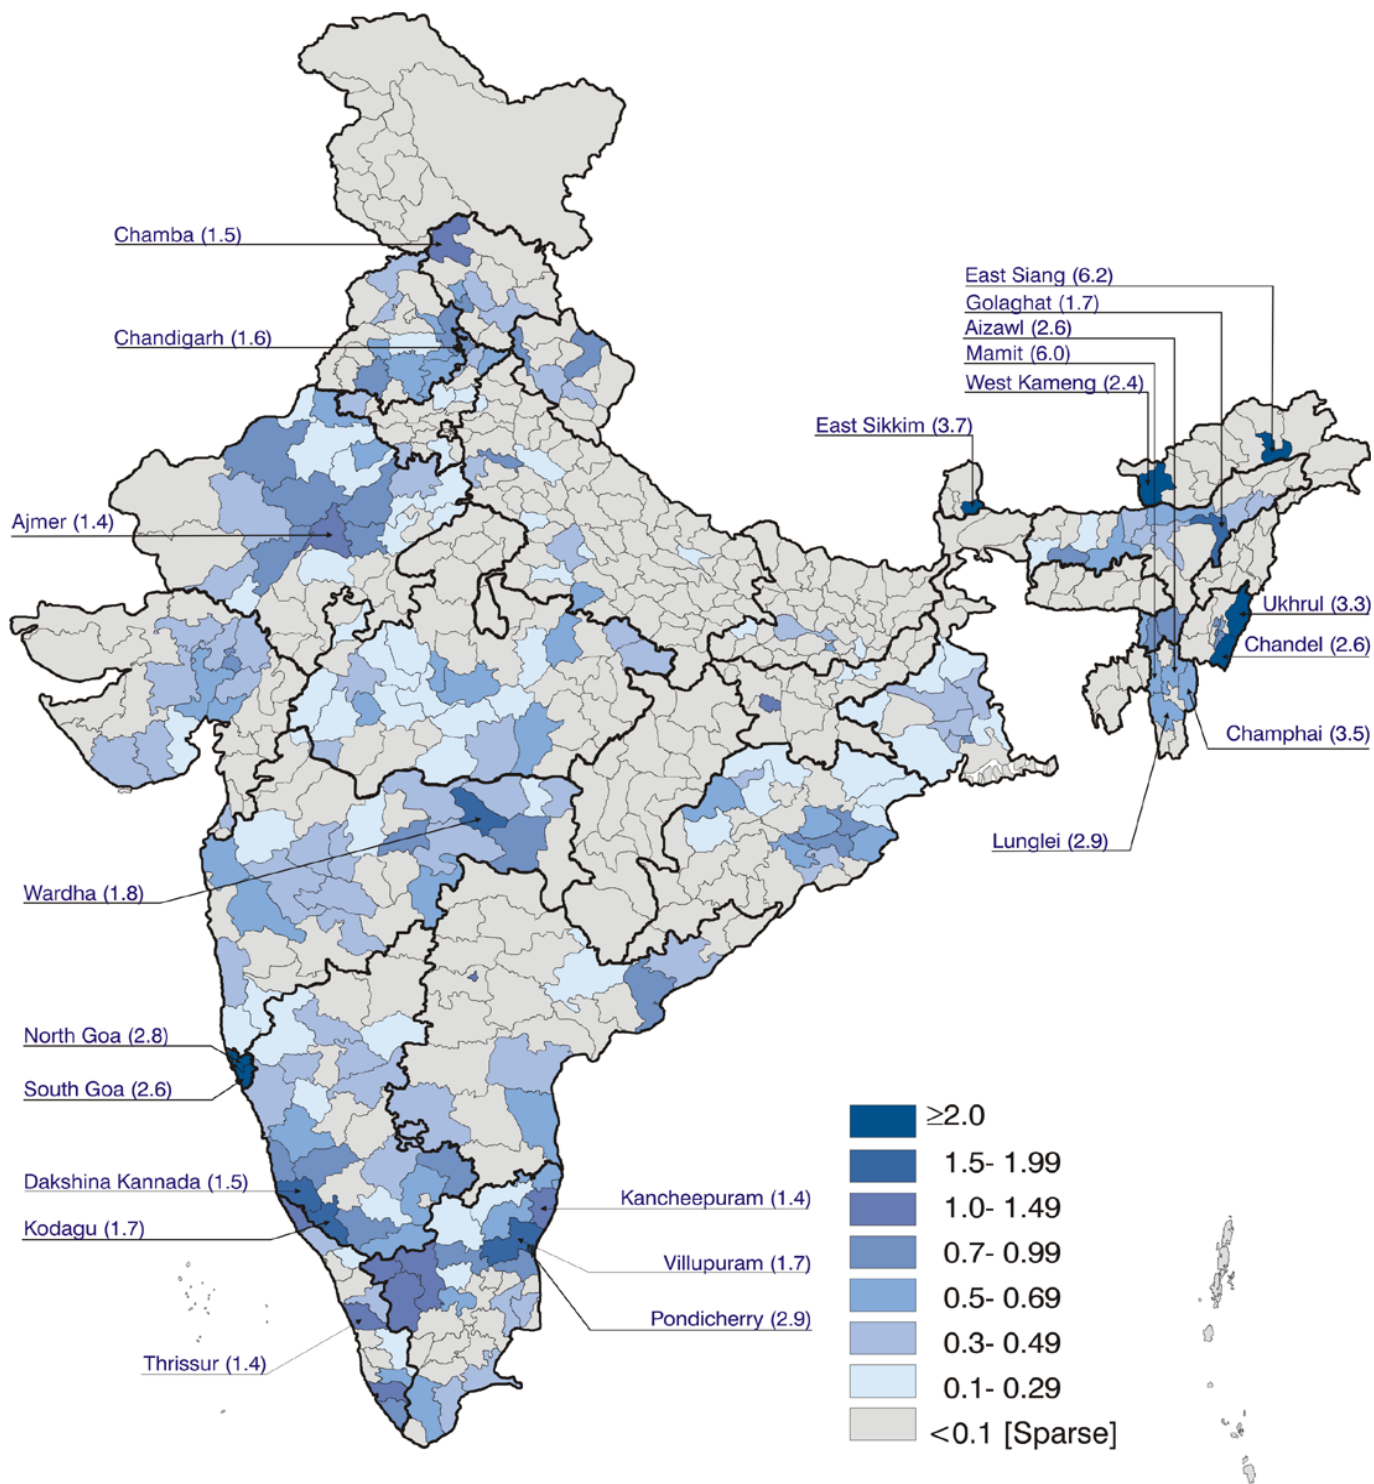 Chamba (1.5)
East Siang (6.2)
Golaghat (1.7)
Chandigarh (1.6)
Aizawl (2.6)
Mamit (6.0)
West Kameng (2.4)
East Sikkim (3.7)
Ajmer (1.4)
Ukhrul (3.3)
Chandel (2.6)
Champhai (3.5)
Lunglei (2.9)
Wardha (1.8)
North Goa (2.8)
South Goa (2.6)
≥2.0
1.5- 1.99
Dakshina Kannada (1.5)
Kancheepuram (1.4)
1.0- 1.49
Kodagu (1.7)
Villupuram (1.7)
0.7- 0.99
0.5- 0.69
Pondicherry (2.9)
0.3- 0.49
Thrissur (1.4)
0.1- 0.29
<0.1 [Sparse]